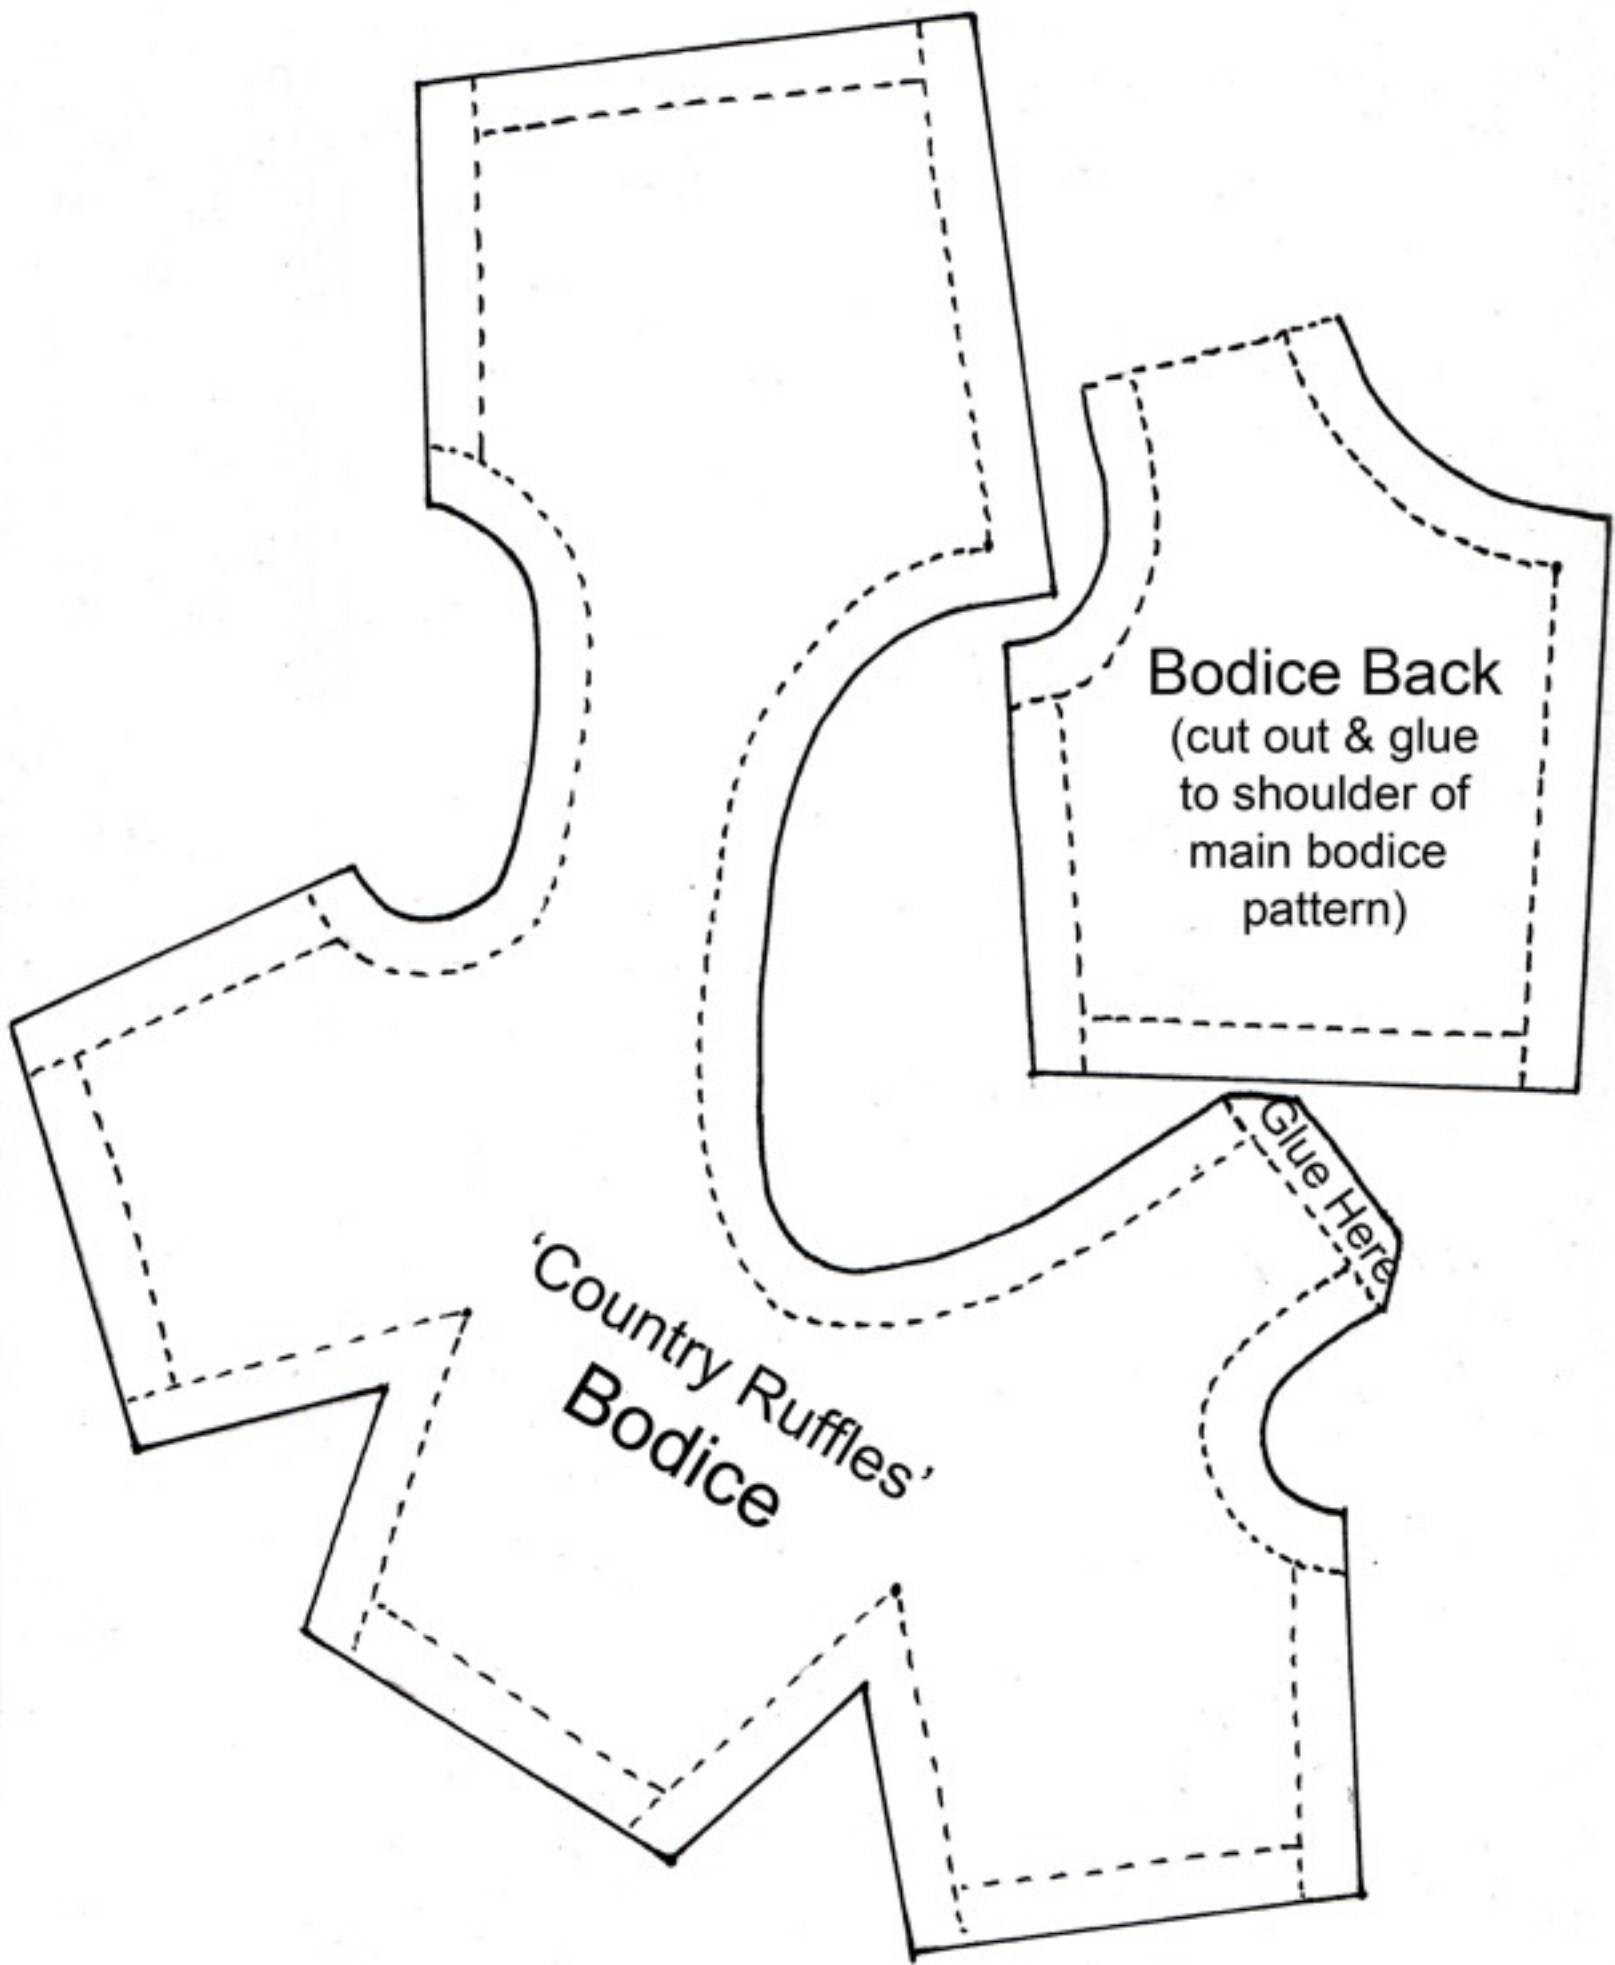 Bodice Back
(cut out & glue
to shoulder of
main bodice
pattern)
Glue Here
‘Country Ruffles’
Bodice